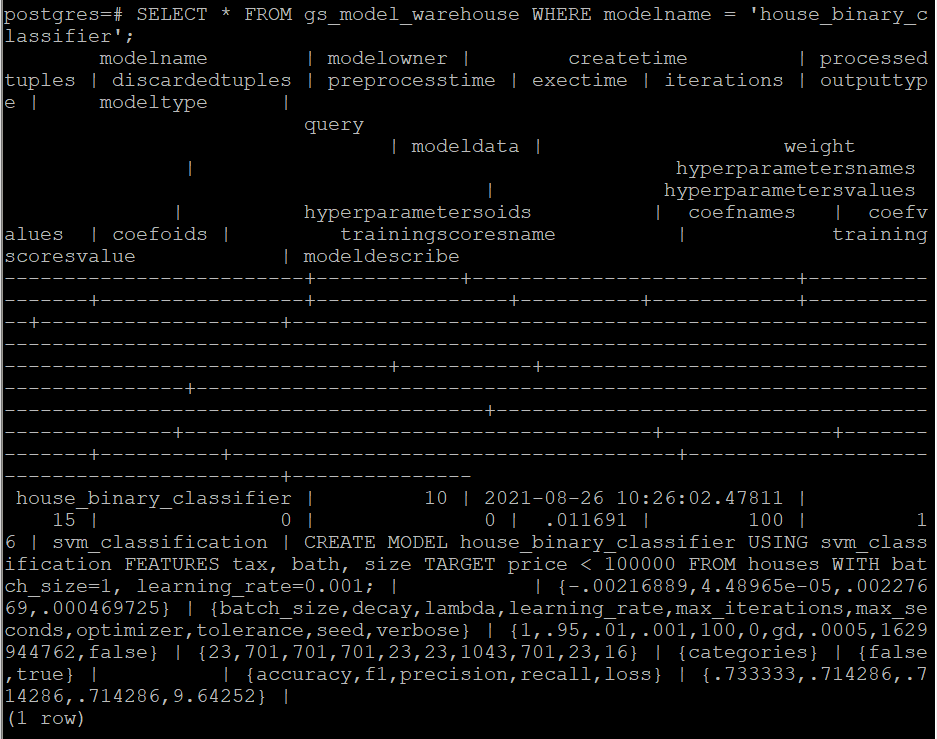 postgres=# SELECT * FROM gs_model_warehouse WHERE modelname = 'house_binary_c
lassifier';
        modelname         | modelowner |         createtime         | processed
tuples | discardedtuples | preprocesstime | exectime | iterations | outputtyp
e |     modeltype      |
                         query
                                | modeldata |                    weight
               |                                        hyperparametersnames
                                        |              hyperparametersvalues
              |          hyperparametersoids          |  coefnames   |  coefv
alues  | coefoids |         trainingscoresname          |            training
scoresvalue            | modeldescribe
--------------------------+------------+----------------------------+----------
-------+-----------------+----------------+----------+------------+----------
--+--------------------+-----------------------------------------------------
-----------------------------------------------------------------------------
--------------------------------+-----------+--------------------------------
---------------+-------------------------------------------------------------
----------------------------------------+------------------------------------
--------------+---------------------------------------+--------------+-------
-------+----------+-------------------------------------+--------------------
-----------------------+---------------
 house_binary_classifier |         10 | 2021-08-26 10:26:02.47811 |
    15 |               0 |              0 |  .011691 |        100 |         1
6 | svm_classification | CREATE MODEL house_binary_classifier USING svm_class
ification FEATURES tax, bath, size TARGET price < 100000 FROM houses WITH bat
ch_size=1, learning_rate=0.001; |           | {-.00216889,4.48965e-05,.002276
69,.000469725} | {batch_size,decay,lambda,learning_rate,max_iterations,max_se
conds,optimizer,tolerance,seed,verbose} | {1,.95,.01,.001,100,0,gd,.0005,1629
944762,false} | {23,701,701,701,23,23,1043,701,23,16} | {categories} | {false
,true} |          | {accuracy,f1,precision,recall,loss} | {.733333,.714286,.7
14286,.714286,9.64252} |
(1 row)